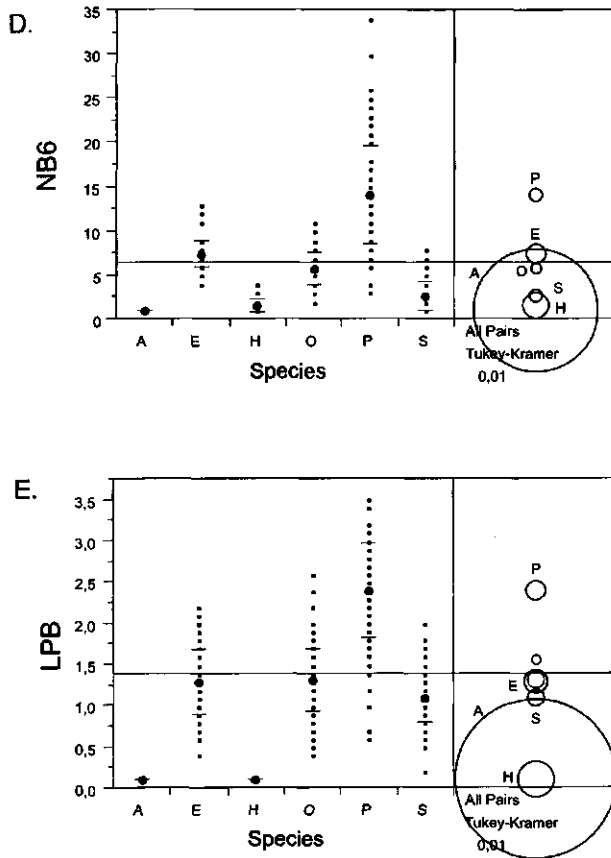 D.
NB6
35
30
25
20
15
10
5
0
A E H O P S
Species
P
E
O
A
S
H
All Pairs
Tukey-Kramer
0,01
E.
LPB
3,5
3,0
2,5
2,0
1,5
1,0
0,5
0,0
A E H O P S
Species
P
O
E
A
S
H
All Pairs
Tukey-Kramer
0,01